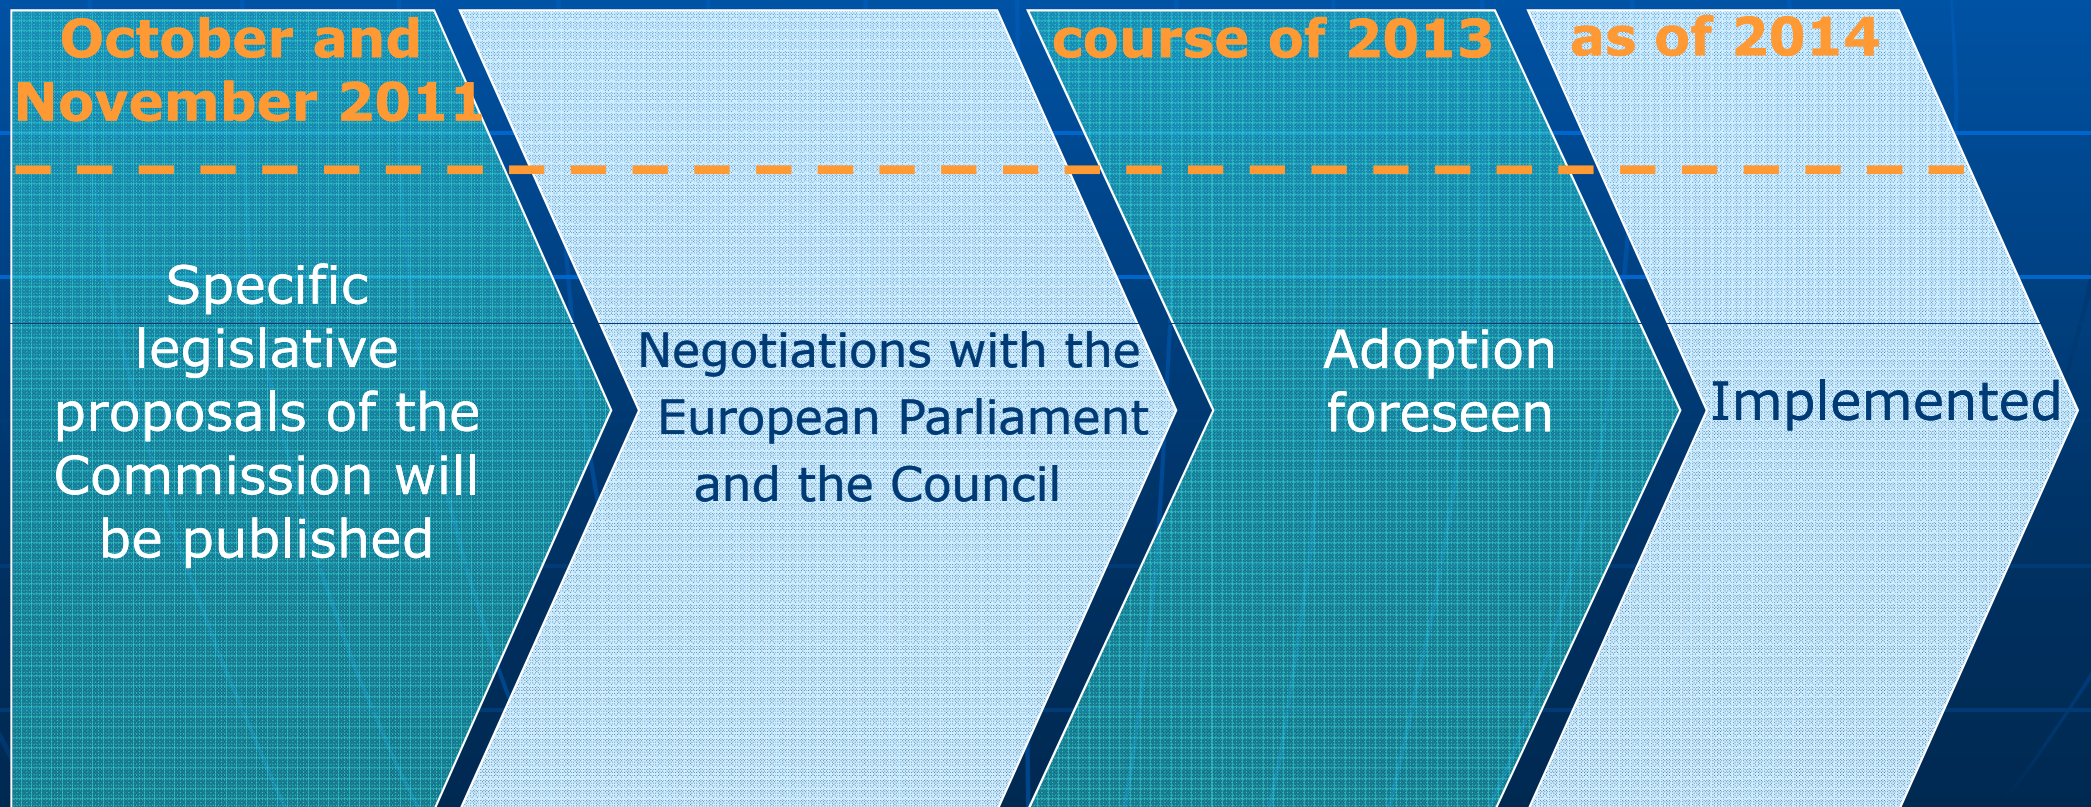 October and
November 2011
Specific
legislative
proposals of the
Commission will
be published
Negotiations with the
European Parliament
and the Council
course of 2013
Adoption
foreseen
as of 2014
Implemented